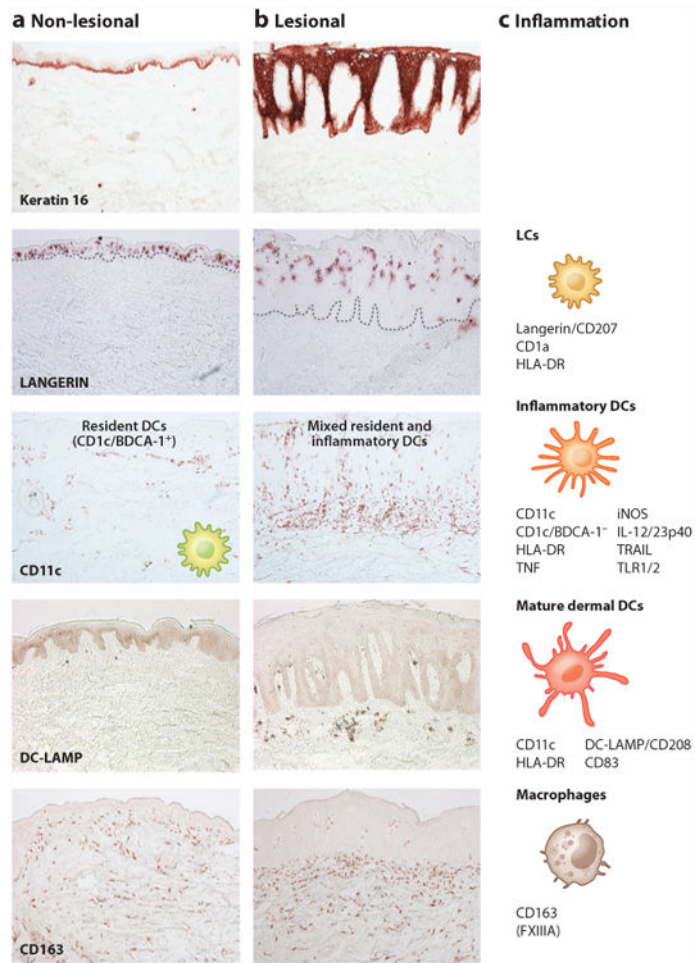 a Non-lesional
b Lesional
c Inflammation
Keratin 16
LANGERIN
LCs
Langerin/CD207
CD1a
HLA-DR
Resident DCs
(CD1c/BDCA-1⁺)
Mixed resident and
inflammatory DCs
CD11c
Inflammatory DCs
CD11c iNOS
CD1c/BDCA-1⁻ IL-12/23p40
HLA-DR TRAIL
TNF TLR1/2
DC-LAMP
Mature dermal DCs
CD11c DC-LAMP/CD208
HLA-DR CD83
CD163
Macrophages
CD163
(FXIIIA)